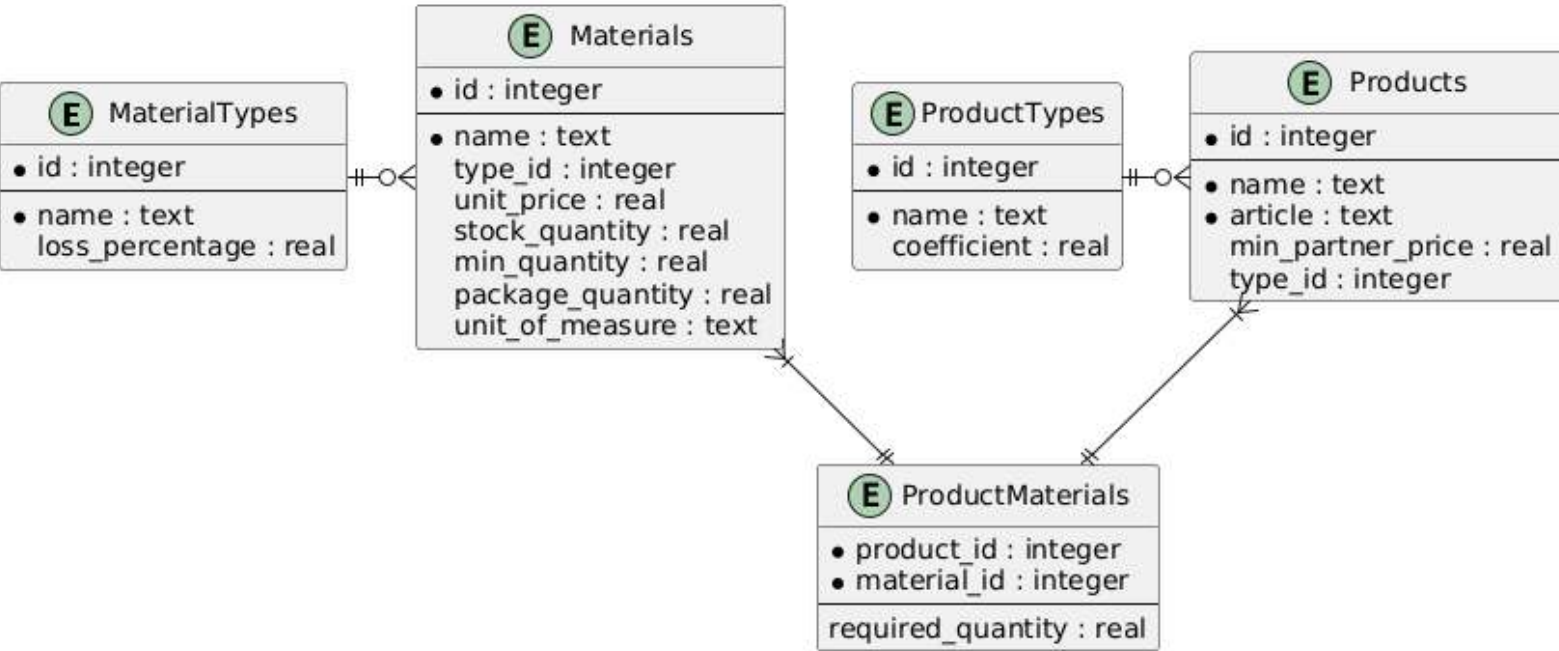 E Materials
• id : integer
• name : text
type_id : integer
unit_price : real
stock_quantity : real
min_quantity : real
package_quantity : real
unit_of_measure : text
E MaterialTypes
• id : integer
• name : text
loss_percentage : real
E ProductTypes
• id : integer
• name : text
coefficient : real
E Products
• id : integer
• name : text
• article : text
min_partner_price : real
type_id : integer
E ProductMaterials
• product_id : integer
• material_id : integer
required_quantity : real